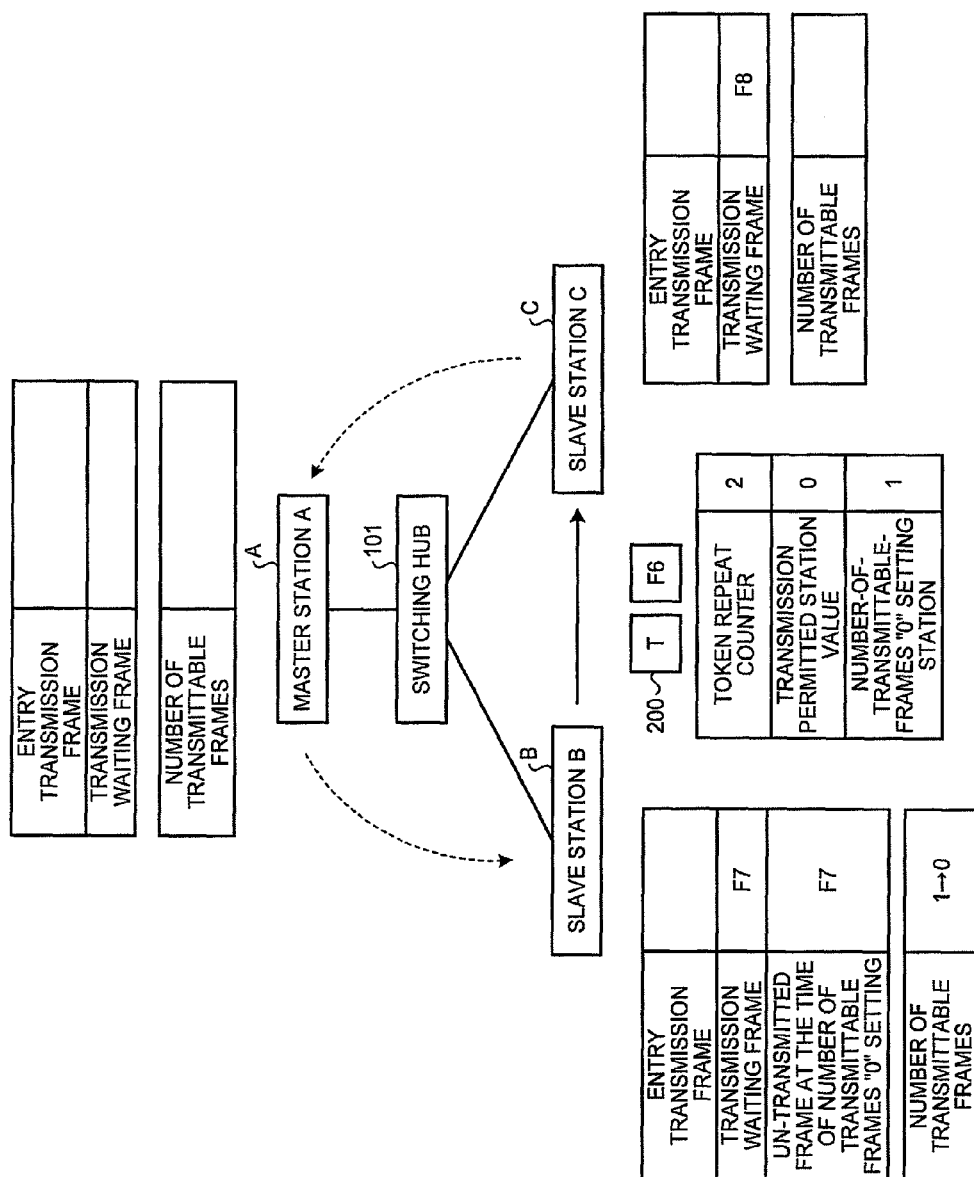 ENTRY
TRANSMISSION
FRAME
TRANSMISSION
WAITING FRAME
NUMBER OF
TRANSMITTABLE
FRAMES
A
MASTER STATION A
101
SWITCHING HUB
B
SLAVE STATION B
C
SLAVE STATION C
200
T
F6
ENTRY
TRANSMISSION
FRAME
TRANSMISSION
WAITING FRAME
F7
UN-TRANSMITTED
FRAME AT THE TIME
OF NUMBER OF
TRANSMITTABLE
FRAMES "0" SETTING
F7
NUMBER OF
TRANSMITTABLE
FRAMES
1→0
TOKEN REPEAT
COUNTER
2
TRANSMISSION
PERMITTED STATION
VALUE
0
NUMBER-OF-
TRANSMITTABLE-
FRAMES "0" SETTING
STATION
1
ENTRY
TRANSMISSION
FRAME
TRANSMISSION
WAITING FRAME
F8
NUMBER OF
TRANSMITTABLE
FRAMES